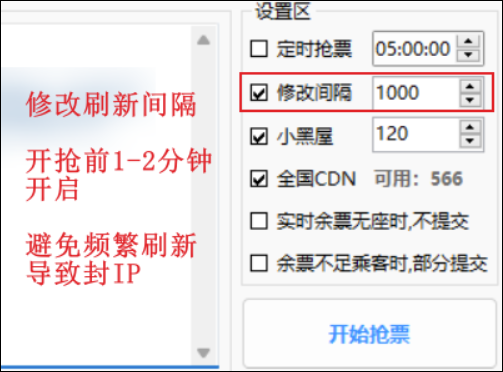 设置区
定时抢票 05:00:00
修改间隔 1000
小黑屋 120
全国CDN 可用：566
实时余票无座时,不提交
余票不足乘客时,部分提交
开始抢票
修改刷新间隔
开抢前1-2分钟
开启
避免频繁刷新
导致封IP